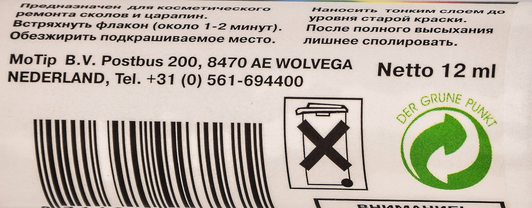 Предназначен для косметического
ремонта сколов и царапин.
Встряхнуть флакон (около 1-2 минут).
Обезжирить подкрашиваемое место.
Наносить тонким слоем до
уровня старой краски.
После полного высыхания
лишнее сполировать.
MoTip B.V. Postbus 200, 8470 AE WOLVEGA
NEDERLAND, Tel. +31 (0) 561-694400
Netto 12 ml
DER GRÜNE PUNKT
ВНИМАНИЕ!